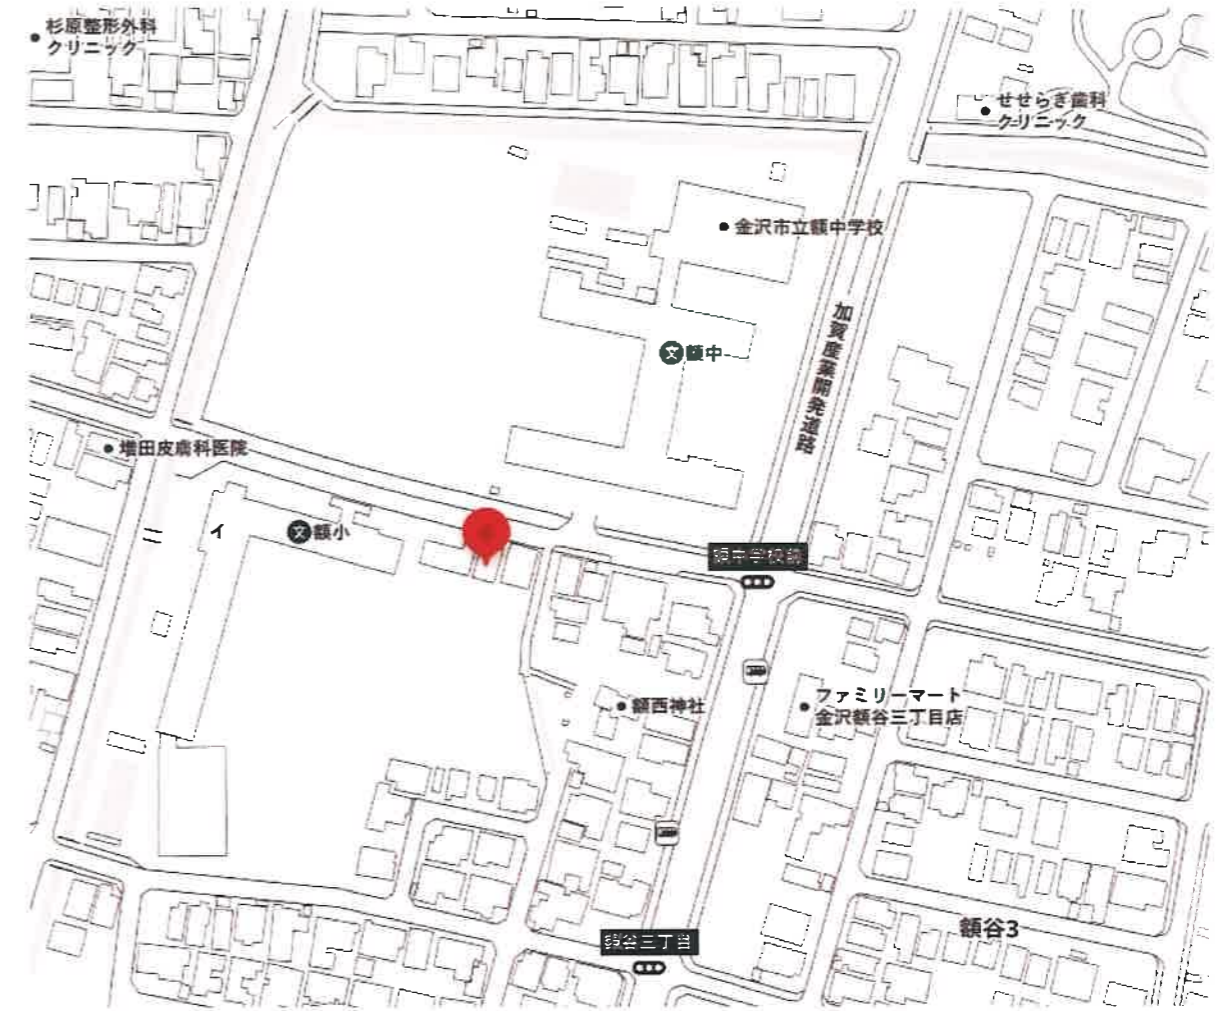 杉原整形外科
クリニック
せせらぎ歯科
クリニック
金沢市立額中学校
加賀産業開発道路
文 額中
増田皮膚科医院
ニ
イ
文 額小
額中学校前
額西神社
ファミリーマート
金沢額谷三丁目店
額谷3
額谷三丁目